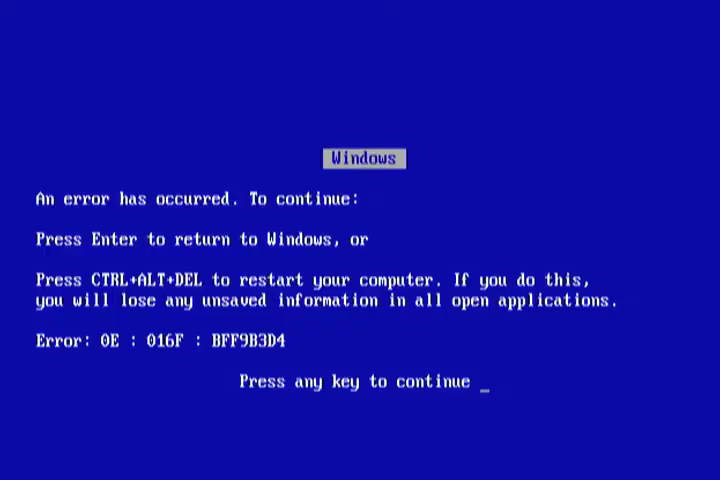 Windows
An error has occurred. To continue:
Press Enter to return to Windows, or
Press CTRL+ALT+DEL to restart your computer. If you do this,
you will lose any unsaved information in all open applications.
Error: 0E : 016F : BFF9B3D4
Press any key to continue _